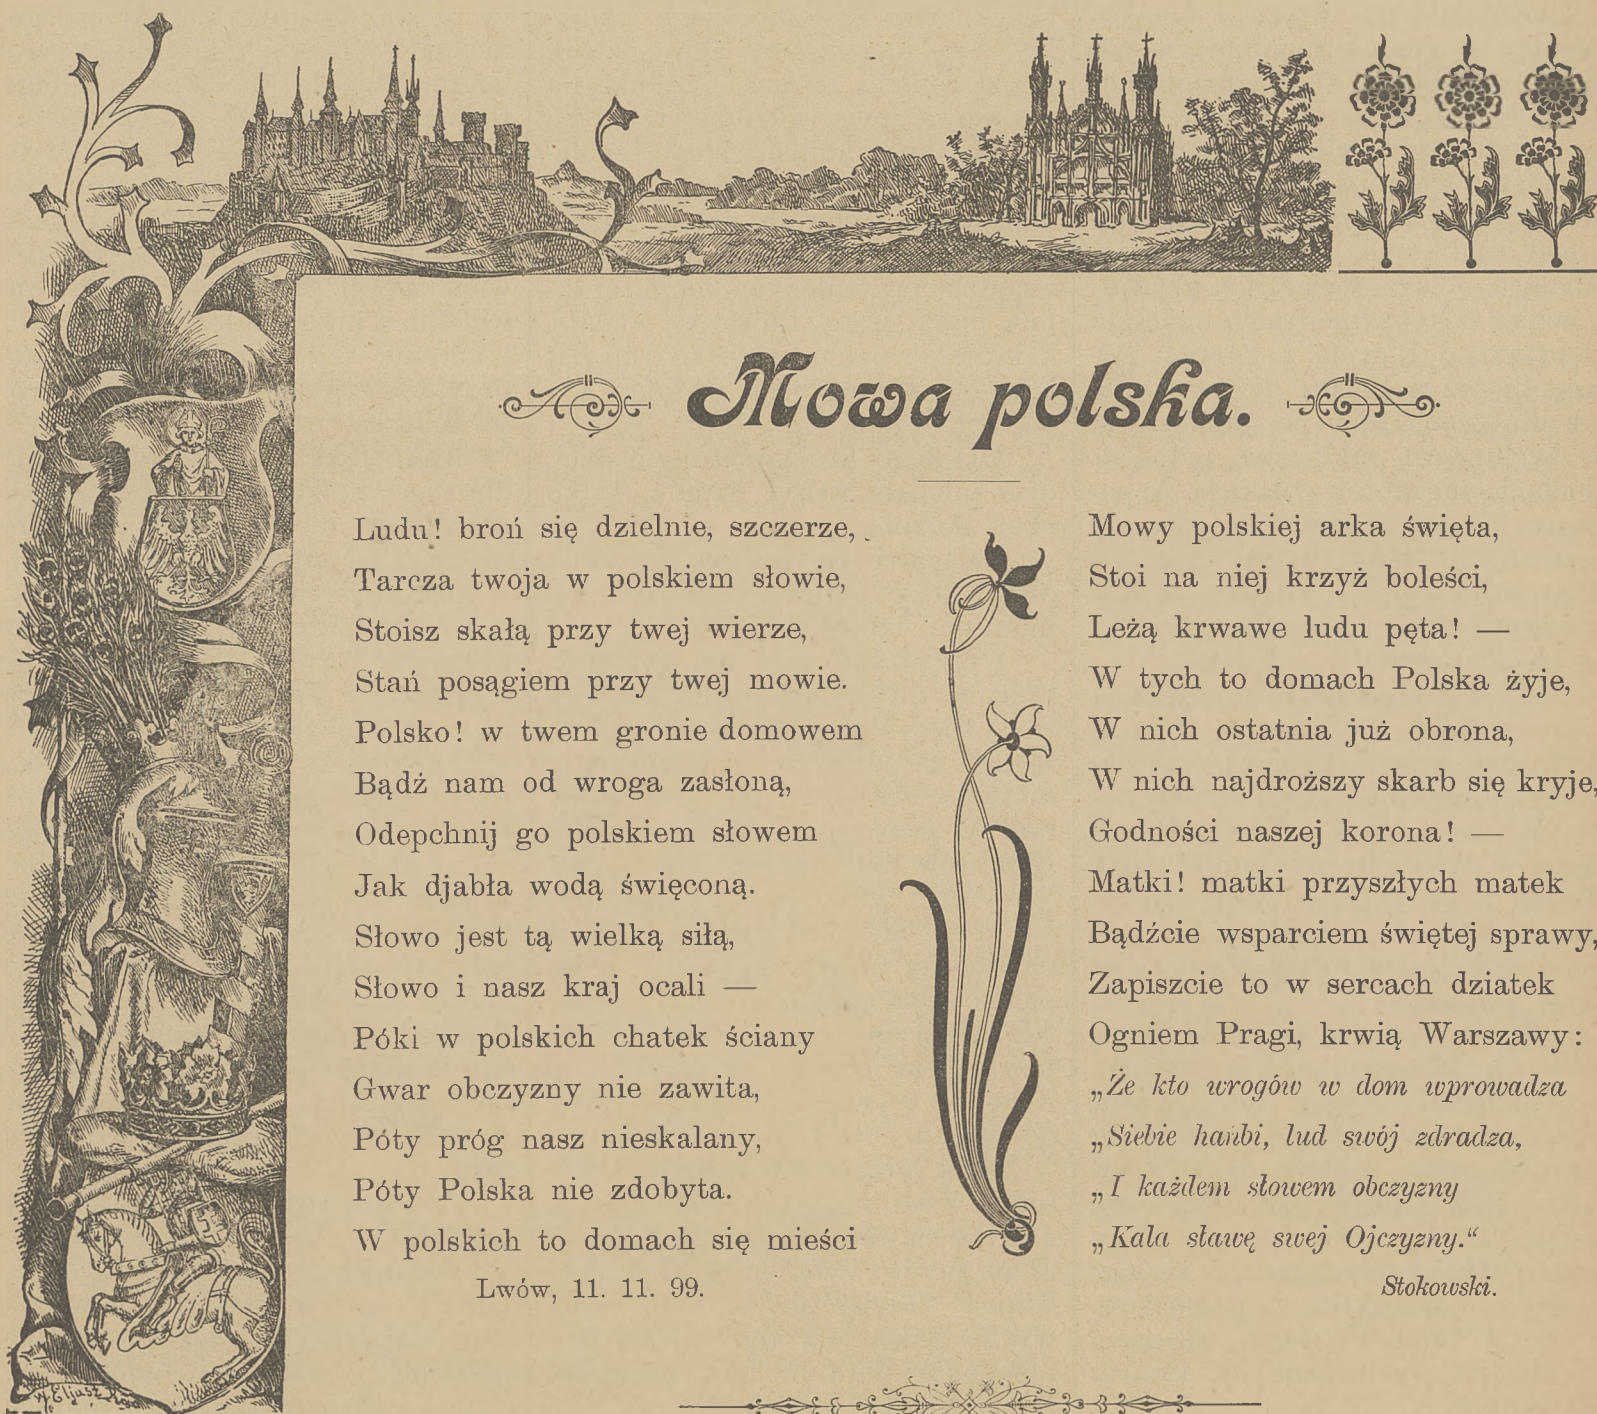 Mowa polska.
Ludu! broń się dzielnie, szczerze,
Tarcza twoja w polskiem słowie,
Stoisz skałą przy twej wierze,
Stań posągiem przy twej mowie.
Polsko! w twem gronie domowem
Bądź nam od wroga zasłoną,
Odepchnij go polskiem słowem
Jak djabła wodą święconą.
Słowo jest tą wielką siłą,
Słowo i nasz kraj ocali —
Póki w polskich chatek ściany
Gwar obczyzny nie zawita,
Póty próg nasz nieskalany,
Póty Polska nie zdobyta.
W polskich to domach się mieści
Lwów, 11. 11. 99.
Mowy polskiej arka święta,
Stoi na niej krzyż boleści,
Leżą krwawe ludu pęta! —
W tych to domach Polska żyje,
W nich ostatnia już obrona,
W nich najdroższy skarb się kryje,
Godności naszej korona! —
Matki! matki przyszłych matek
Bądźcie wsparciem świętej sprawy,
Zapiszcie to w sercach dziatek
Ogniem Pragi, krwią Warszawy:
„Że kto wrogów w dom wprowadza
„Siebie hańbi, lud swój zdradza,
„I każdem słowem obczyzny
„Kala sławę swej Ojczyzny.“
Stokowski.
W. Eljasz